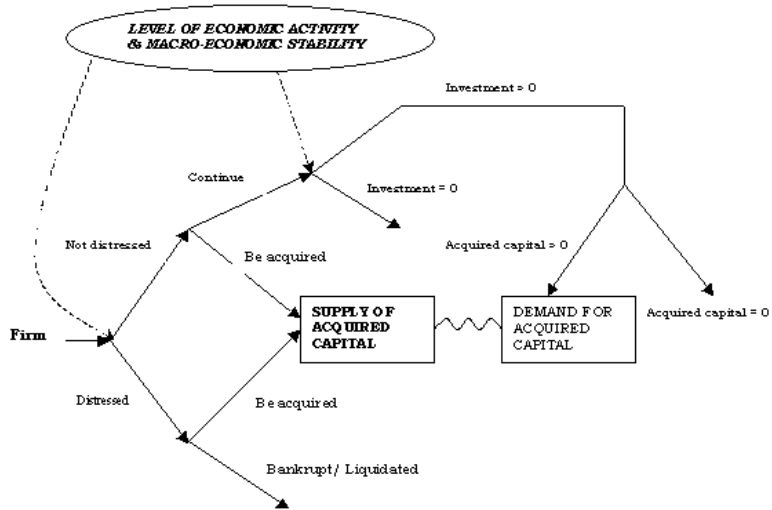 LEVEL OF ECONOMIC ACTIVITY
& MACRO-ECONOMIC STABILITY
Investment > 0
Continue
Investment = 0
Not distressed
Be acquired
Acquired capital > 0
SUPPLY OF
ACQUIRED
CAPITAL
DEMAND FOR
ACQUIRED
CAPITAL
Acquired capital = 0
Firm
Distressed
Be acquired
Bankrupt/ Liquidated